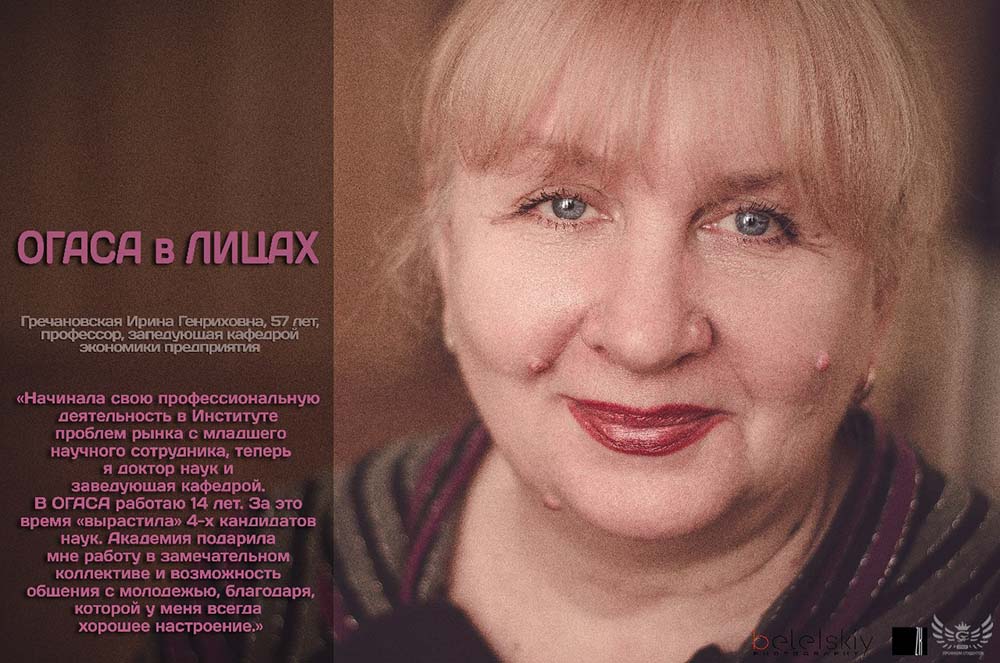 ОГАСА в ЛИЦАХ
Гречановская Ирина Генриховна, 57 лет,
профессор, заведующая кафедрой
экономики предприятия
«Начинала свою профессиональную
деятельность в Институте
проблем рынка с младшего
научного сотрудника, теперь
я доктор наук и
заведующая кафедрой.
В ОГАСА работаю 14 лет. За это
время «вырастила» 4-х кандидатов
наук. Академия подарила
мне работу в замечательном
коллективе и возможность
общения с молодежью, благодаря,
которой у меня всегда
хорошее настроение.»
beletskiy
PHOTOGRAPHY